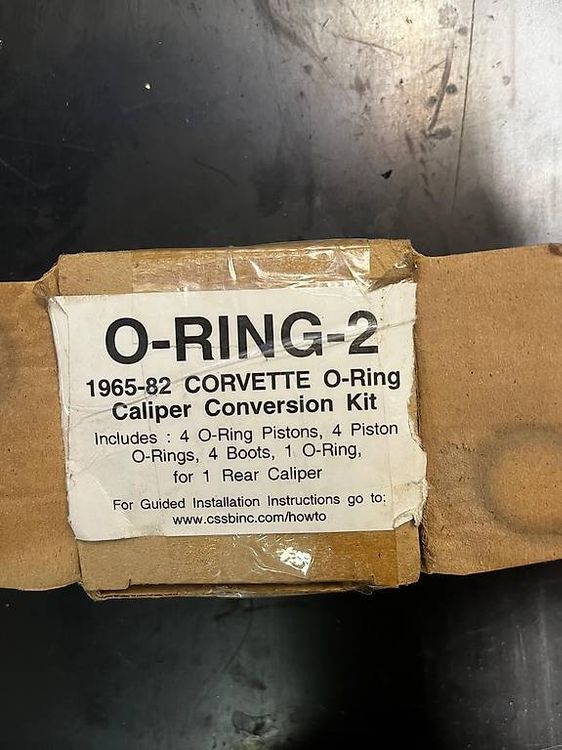 O-RING-2
1965-82 CORVETTE O-Ring
Caliper Conversion Kit
Includes : 4 O-Ring Pistons, 4 Piston
O-Rings, 4 Boots, 1 O-Ring,
for 1 Rear Caliper
For Guided Installation Instructions go to:
www.cssbinc.com/howto